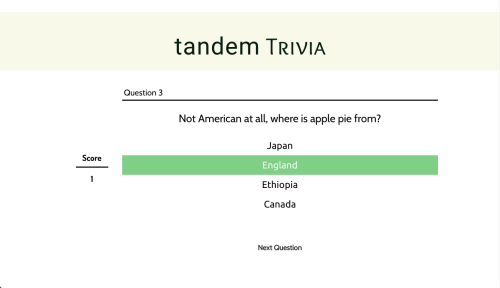 tandem Trivia
Question 3
Not American at all, where is apple pie from?
Japan
England
Ethiopia
Canada
Score
1
Next Question